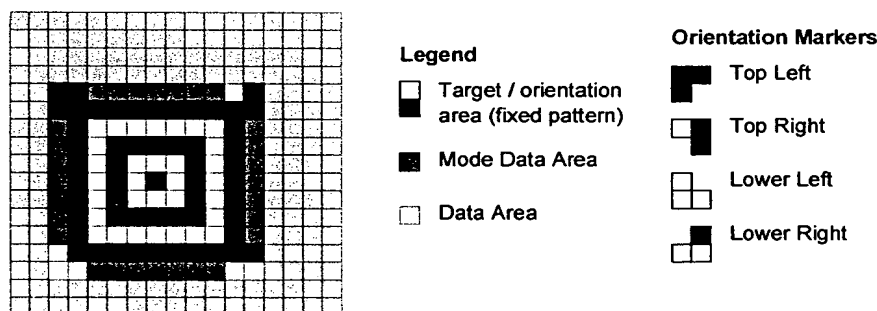 Legend
Target / orientation
area (fixed pattern)
Mode Data Area
Data Area
Orientation Markers
Top Left
Top Right
Lower Left
Lower Right